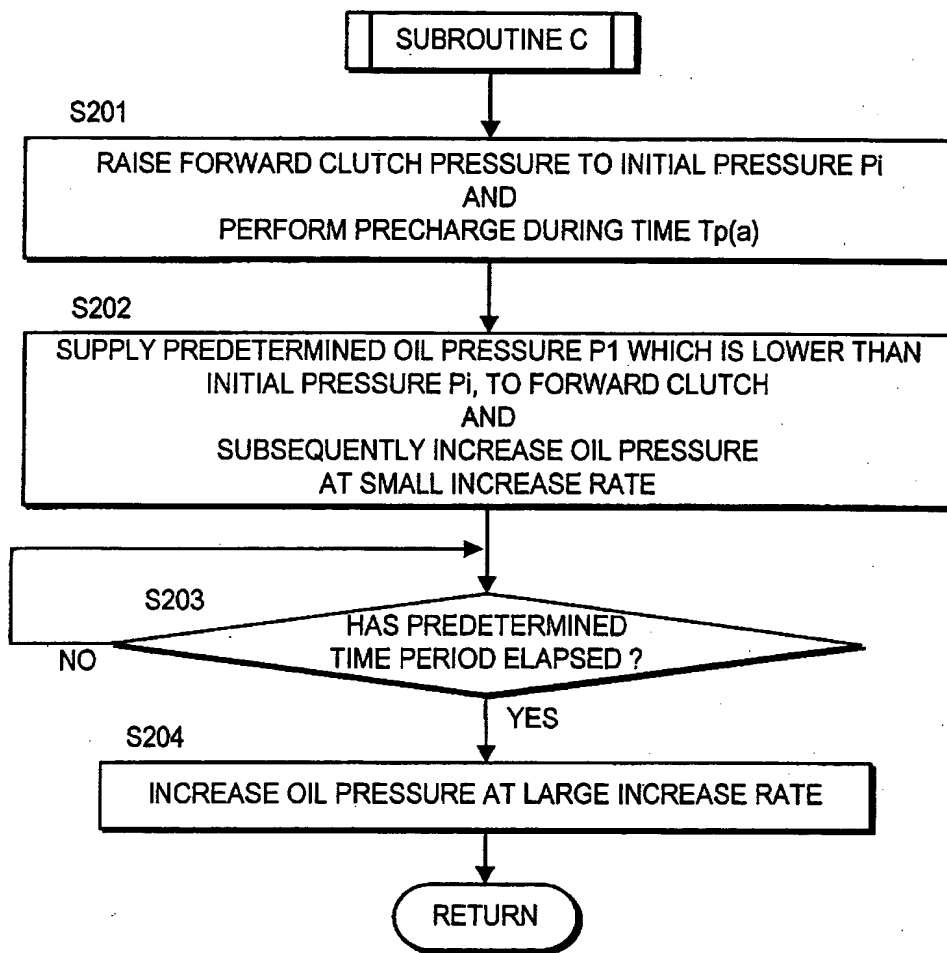 SUBROUTINE C
S201
RAISE FORWARD CLUTCH PRESSURE TO INITIAL PRESSURE Pi
AND
PERFORM PRECHARGE DURING TIME Tp(a)
S202
SUPPLY PREDETERMINED OIL PRESSURE P1 WHICH IS LOWER THAN
INITIAL PRESSURE Pi, TO FORWARD CLUTCH
AND
SUBSEQUENTLY INCREASE OIL PRESSURE
AT SMALL INCREASE RATE
S203
HAS PREDETERMINED
TIME PERIOD ELAPSED ?
NO
YES
S204
INCREASE OIL PRESSURE AT LARGE INCREASE RATE
RETURN